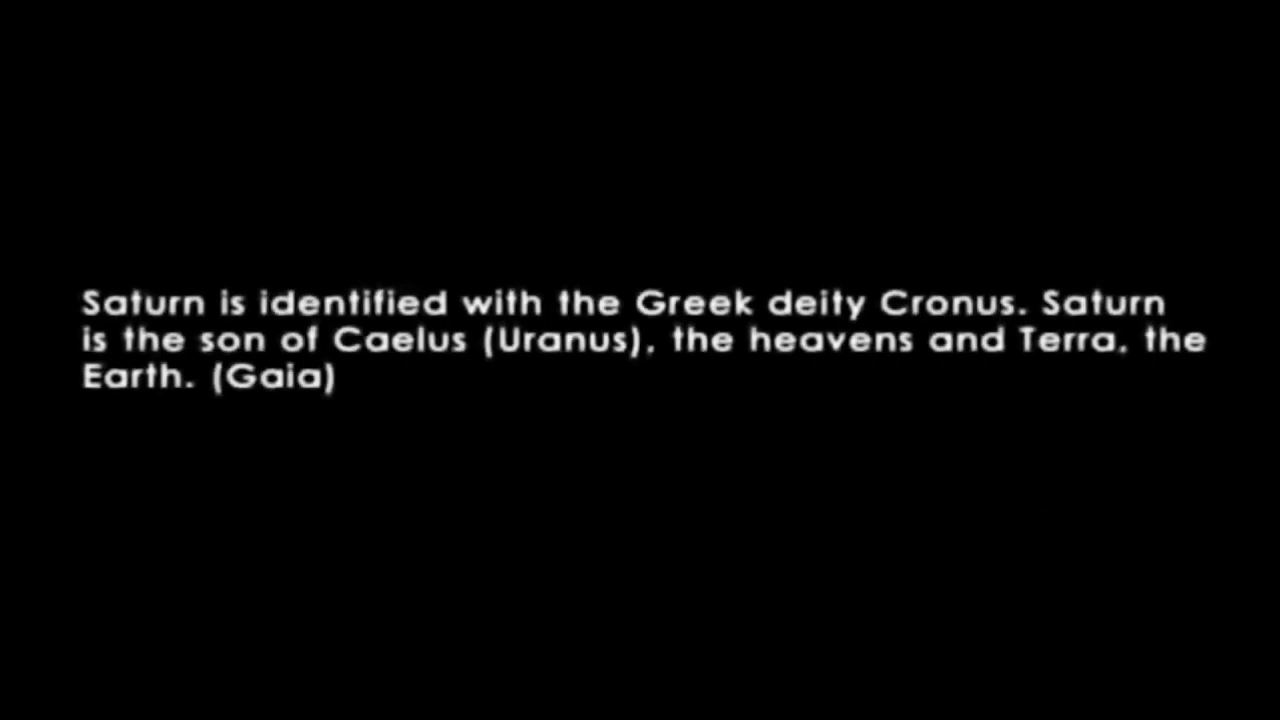 Saturn is identified with the Greek deity Cronus. Saturn
is the son of Caelus (Uranus), the heavens and Terra, the
Earth. (Gaia)